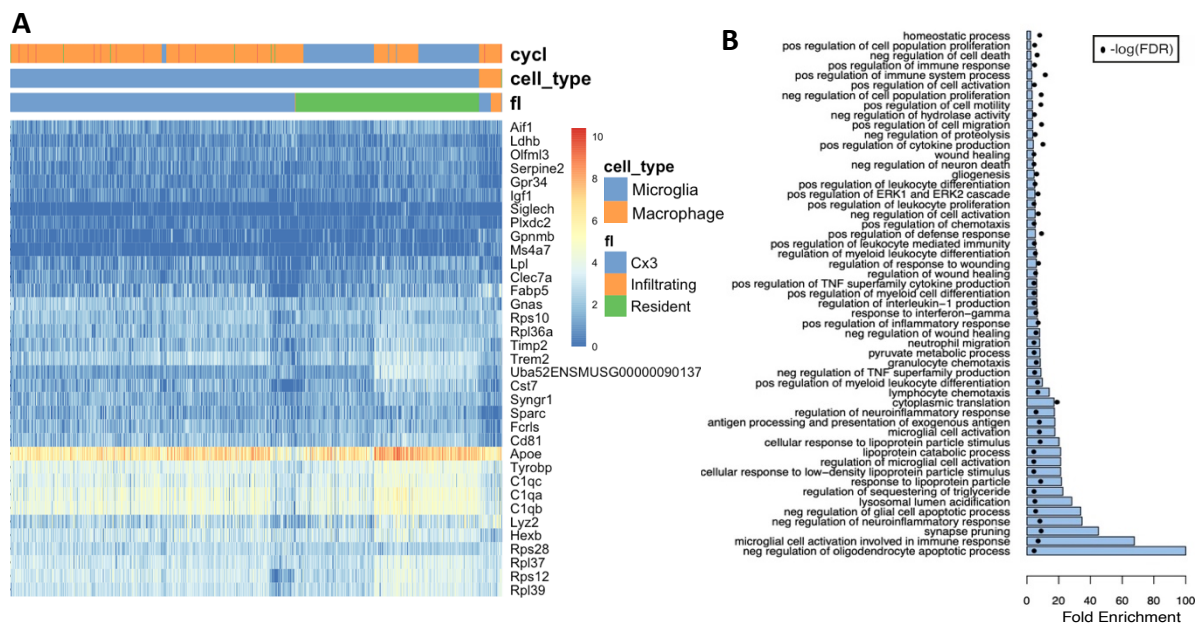 A
cycl
cell_type
fl
Aif1
Ldhb
Olfml3
Serpine2
Gpr34
Igf1
Siglech
Plxdc2
Gpnmb
Ms4a7
Lpl
Clec7a
Fabp5
Gnas
Rps10
Rpl36a
Timp2
Trem2
Uba52ENSMUSG00000090137
Cst7
Syngr1
Sparc
Fcrls
Cd81
Apoe
Tyrobp
C1qc
C1qa
C1qb
Lyz2
Hexb
Rps28
Rpl37
Rps12
Rpl39
10
8
6
4
2
0
cell_type
Microglia
Macrophage
fl
Cx3
Infiltrating
Resident
B
-log(FDR)
homeostatic process
pos regulation of cell population proliferation
neg regulation of cell death
pos regulation of immune response
pos regulation of immune system process
pos regulation of cell activation
neg regulation of cell population proliferation
pos regulation of cell motility
neg regulation of hydrolase activity
pos regulation of cell migration
neg regulation of proteolysis
pos regulation of cytokine production
wound healing
neg regulation of neuron death
gliogenesis
pos regulation of leukocyte differentiation
pos regulation of ERK1 and ERK2 cascade
pos regulation of leukocyte proliferation
neg regulation of cell activation
pos regulation of chemotaxis
pos regulation of defense response
pos regulation of leukocyte mediated immunity
regulation of myeloid leukocyte differentiation
regulation of response to wounding
regulation of wound healing
pos regulation of TNF superfamily cytokine production
pos regulation of myeloid cell differentiation
regulation of interleukin-1 production
response to interferon-gamma
pos regulation of inflammatory response
neg regulation of wound healing
neutrophil migration
pyruvate metabolic process
granulocyte chemotaxis
neg regulation of TNF superfamily production
pos regulation of myeloid leukocyte differentiation
lymphocyte chemotaxis
cytoplasmic translation
regulation of neuroinflammatory response
antigen processing and presentation of exogenous antigen
microglial cell activation
cellular response to lipoprotein particle stimulus
lipoprotein catabolic process
regulation of microglial cell activation
cellular response to low-density lipoprotein particle stimulus
response to lipoprotein particle
regulation of sequestering of triglyceride
lysosomal lumen acidification
neg regulation of glial cell apoptotic process
neg regulation of neuroinflammatory response
synapse pruning
microglial cell activation involved in immune response
neg regulation of oligodendrocyte apoptotic process
0 20 40 60 80 100
Fold Enrichment